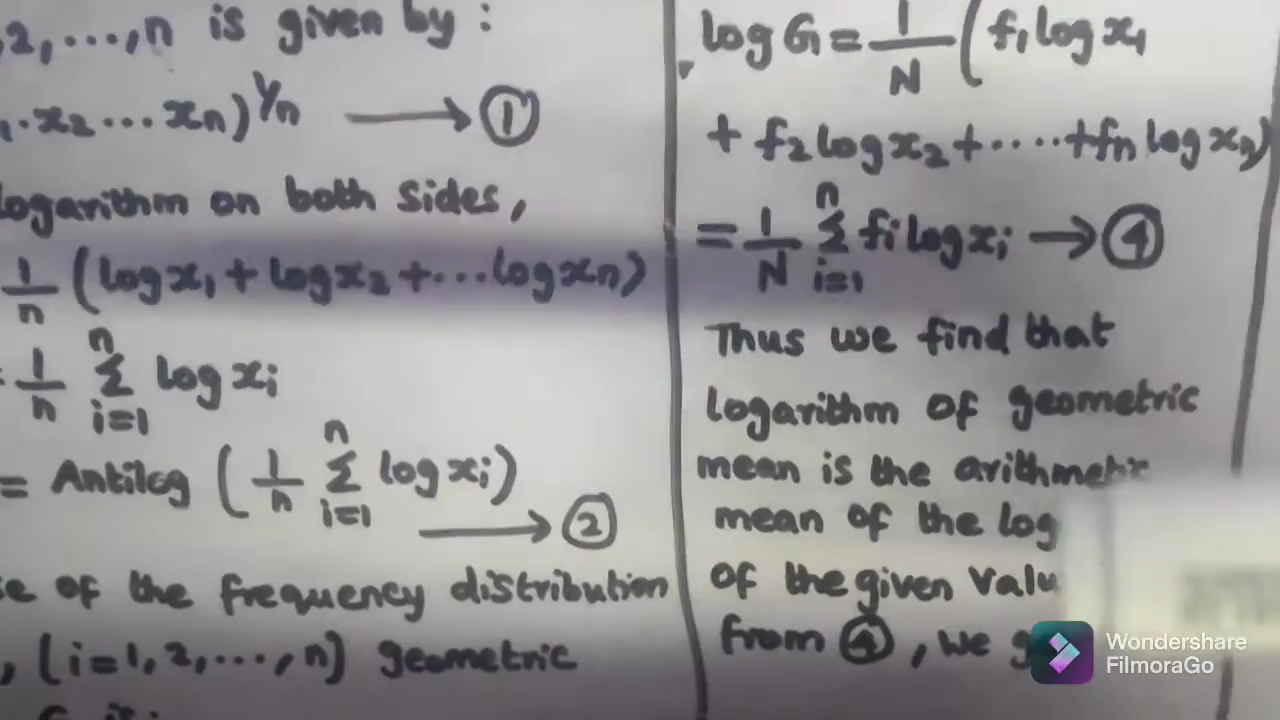 ,2,...,n is given by :
1.x₂...xₙ)^1/n → ①
logarithm on both sides,
1/n (log x₁ + log x₂ + ... log xₙ)
= 1/n Σ_{i=1}^{n} log xᵢ
= Antilog (1/n Σ_{i=1}^{n} log xᵢ)
→ ②
of the frequency distribution
, (i=1,2,...,n) geometric
is:
log G = 1/N (f₁ log x₁
+ f₂ log x₂ + ..... + fₙ log xₙ)
= 1/N Σ_{i=1}^{n} fᵢ log xᵢ → ④
Thus we find that
logarithm of geometric
mean is the arithmetic
mean of the log
of the given Valu
from ④, we g
Wondershare
FilmoraGo